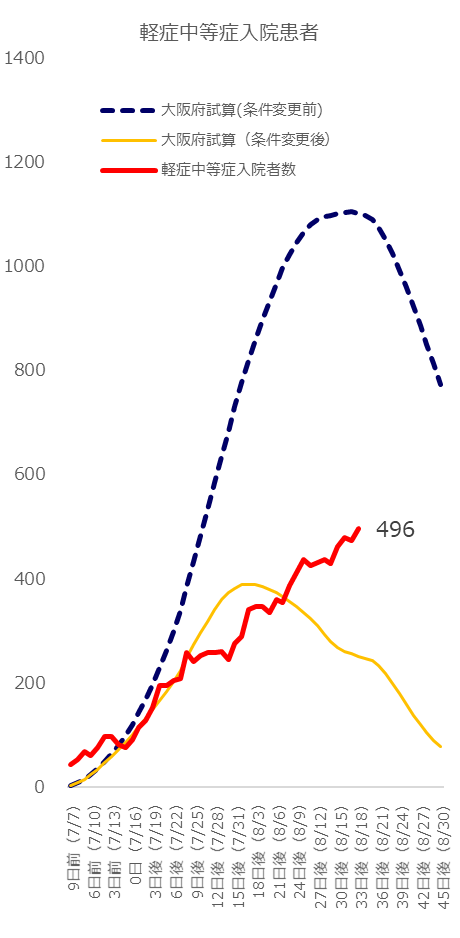 軽症中等症入院患者
1400
大阪府試算(条件変更前)
大阪府試算（条件変更後）
軽症中等症入院者数
1200
1000
800
600
496
400
200
0
9日前（7/7）
6日前（7/10）
3日前（7/13）
0日（7/16）
3日後（7/19）
6日後（7/22）
9日後（7/25）
12日後（7/28）
15日後（7/31）
18日後（8/3）
21日後（8/6）
24日後（8/9）
27日後（8/12）
30日後（8/15）
33日後（8/18）
36日後（8/21）
39日後（8/24）
42日後（8/27）
45日後（8/30）